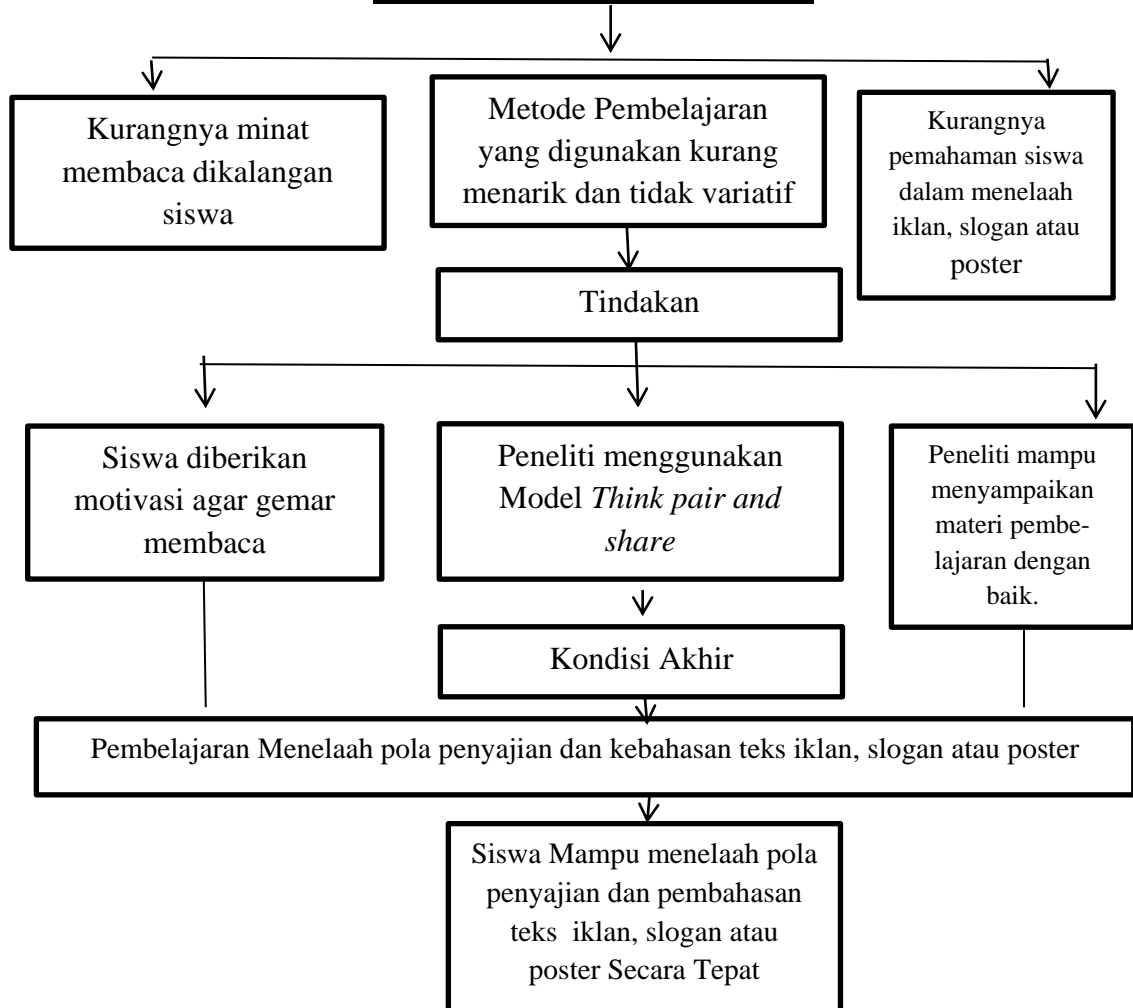 Kurangnya minat
membaca dikalangan
siswa
Metode Pembelajaran
yang digunakan kurang
menarik dan tidak variatif
Kurangnya
pemahaman siswa
dalam menelaah
iklan, slogan atau
poster
Tindakan
Siswa diberikan
motivasi agar gemar
membaca
Peneliti menggunakan
Model Think pair and
share
Peneliti mampu
menyampaikan
materi pembe-
lajaran dengan
baik.
Kondisi Akhir
Pembelajaran Menelaah pola penyajian dan kebahasan teks iklan, slogan atau poster
Siswa Mampu menelaah pola
penyajian dan pembahasan
teks iklan, slogan atau
poster Secara Tepat